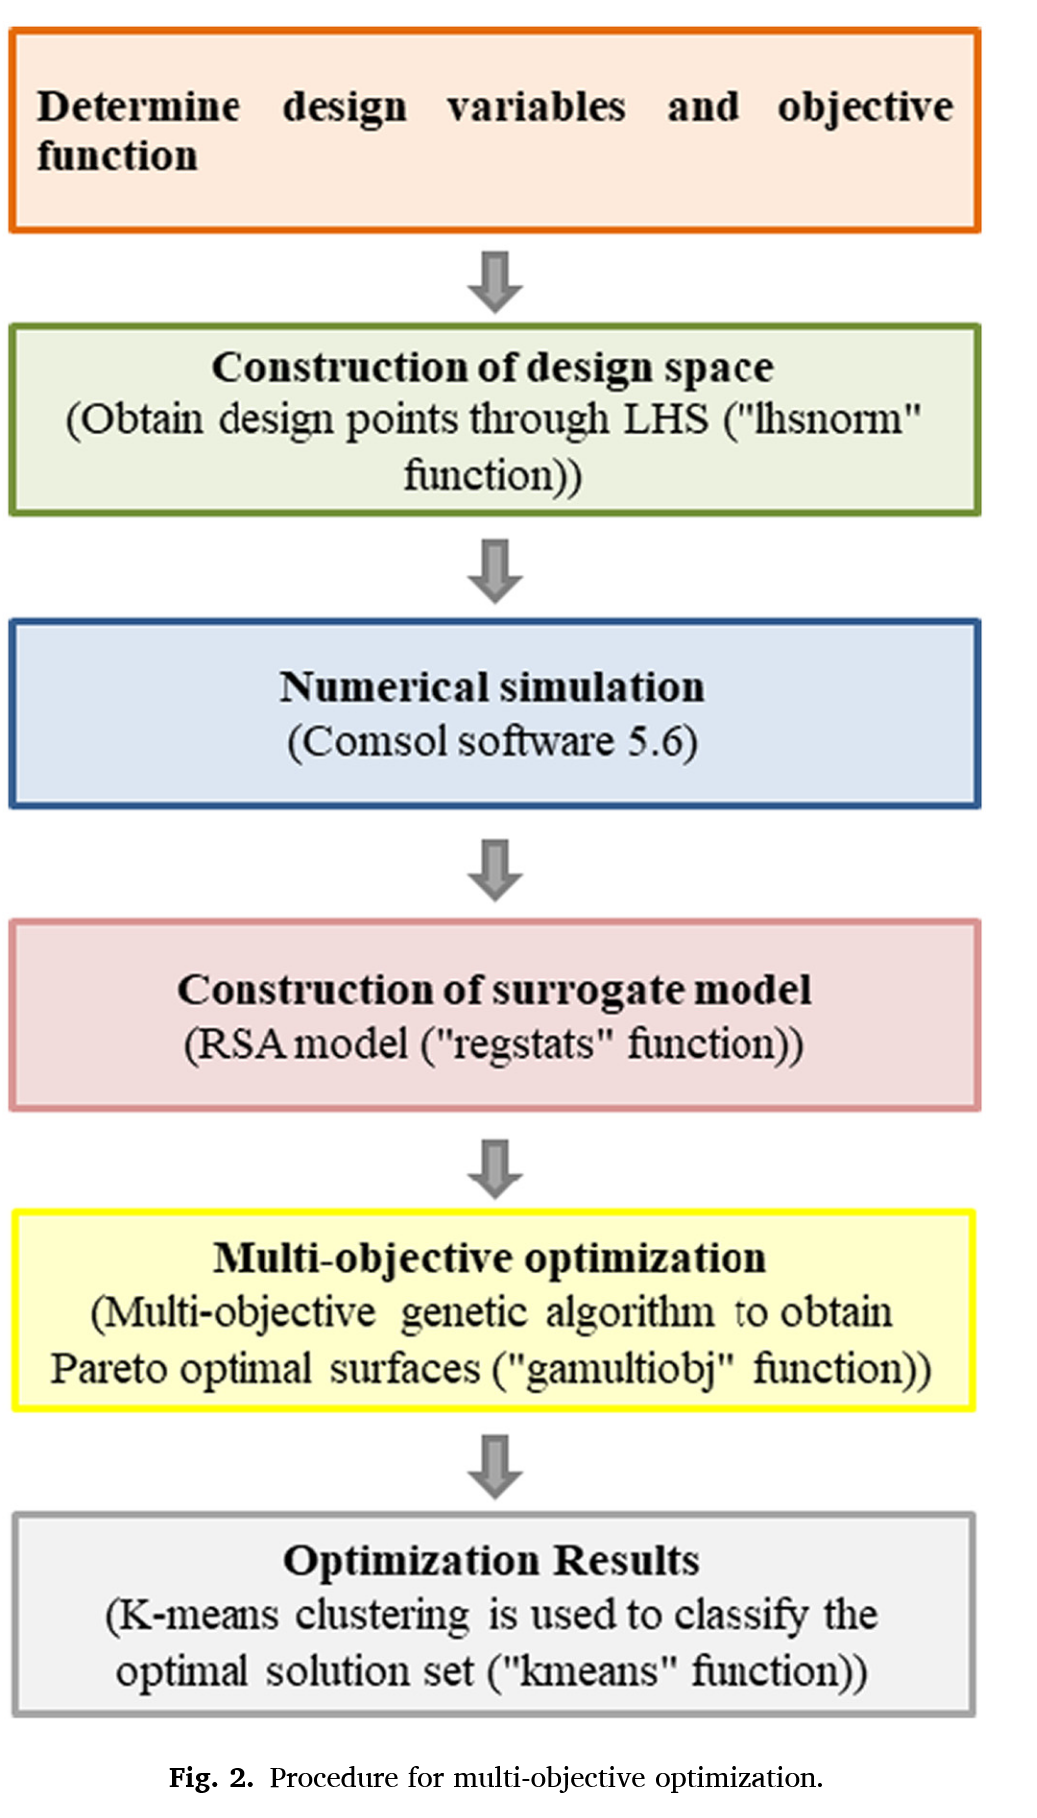 Determine design variables and objective
function
Construction of design space
(Obtain design points through LHS ("lhsnorm"
function))
Numerical simulation
(Comsol software 5.6)
Construction of surrogate model
(RSA model ("regstats" function))
Multi-objective optimization
(Multi-objective genetic algorithm to obtain
Pareto optimal surfaces ("gamultiobj" function))
Optimization Results
(K-means clustering is used to classify the
optimal solution set ("kmeans" function))
Fig. 2. Procedure for multi-objective optimization.